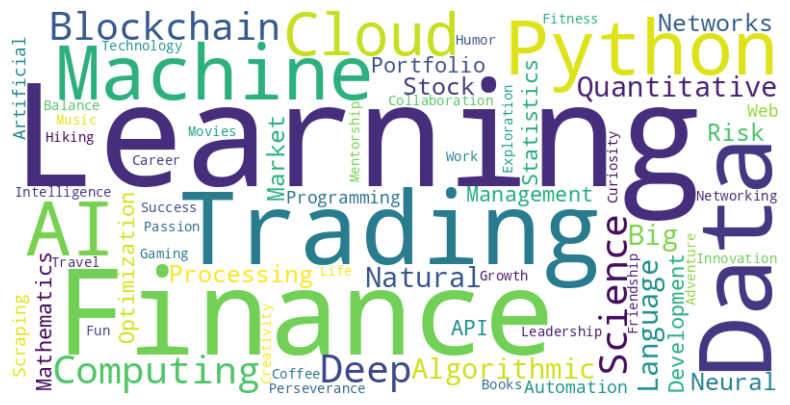 Blockchain
Cloud
Fitness
Networks
Humor
Python
Technology
Artificial
Machine
Portfolio
Stock
Quantitative
Collaboration
Balance
Music
Hiking
Learning
Movies
Career
Market
Mentorship
Work
Exploration
Statistics
Curiosity
Web
Risk
Data
Intelligence
AI
Success
Passion
Gaming
Trading
Programming
Management
Networking
Optimization
Travel
Mathematics
Scraping
Processing
Life
Natural
Growth
Science
Big
Friendship
Language
Development
Adventure
Innovation
Finance
Fun
API
Leadership
Creativity
Computing
Coffee
Perseverance
Deep
Algorithmic
Books
Automation
Neural